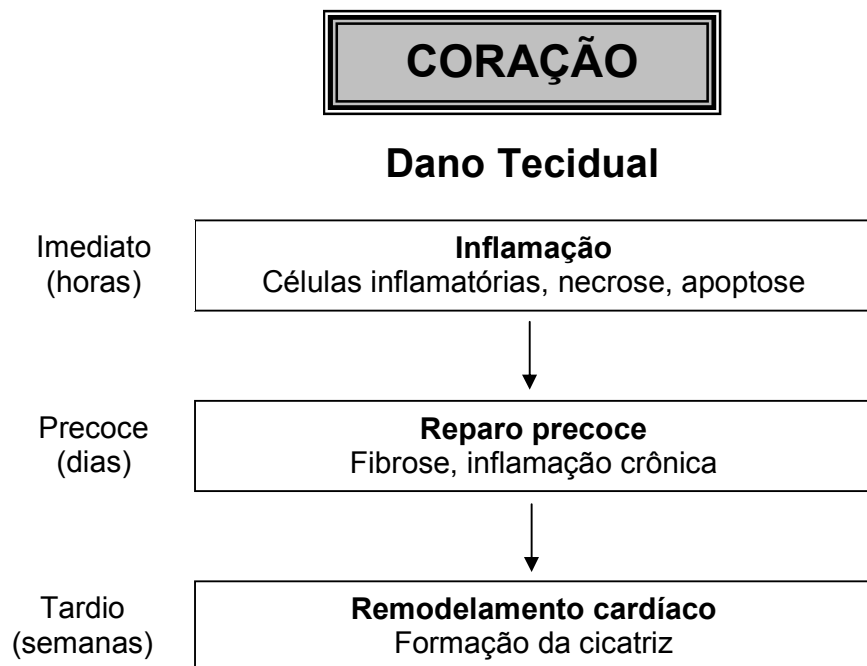 CORAÇÃO
Dano Tecidual
Imediato
(horas)
Inflamação
Células inflamatórias, necrose, apoptose
Precoce
(dias)
Reparo precoce
Fibrose, inflamação crônica
Tardio
(semanas)
Remodelamento cardíaco
Formação da cicatriz